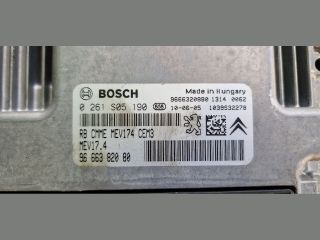 BOSCH
Made in Hungary
9666320980 1314 0062
0 261 S05 190
10-06-05 1039S32278
RB CMME MEV174 CEM3
MEV17.4
96 663 820 80